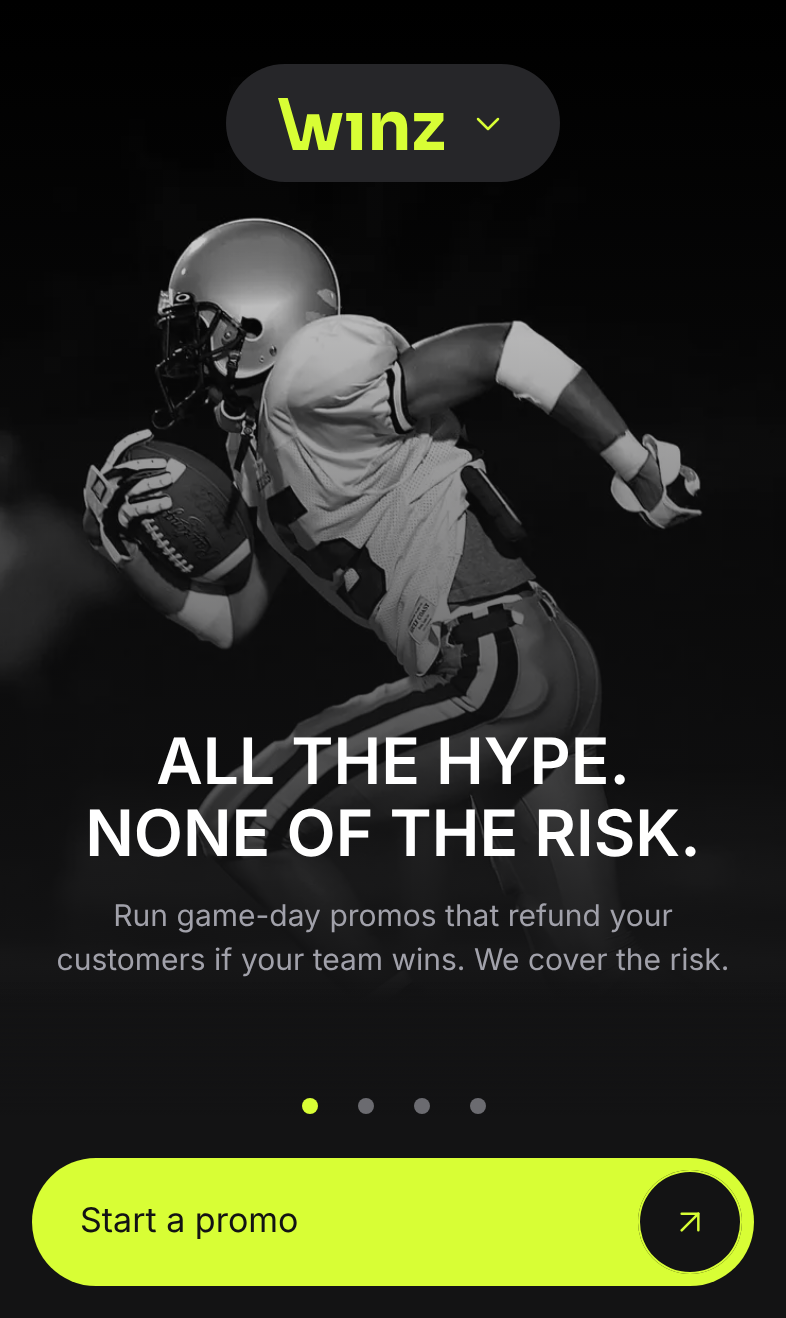 Winz
ALL THE HYPE.
NONE OF THE RISK.
Run game-day promos that refund your
customers if your team wins. We cover the risk.
Start a promo